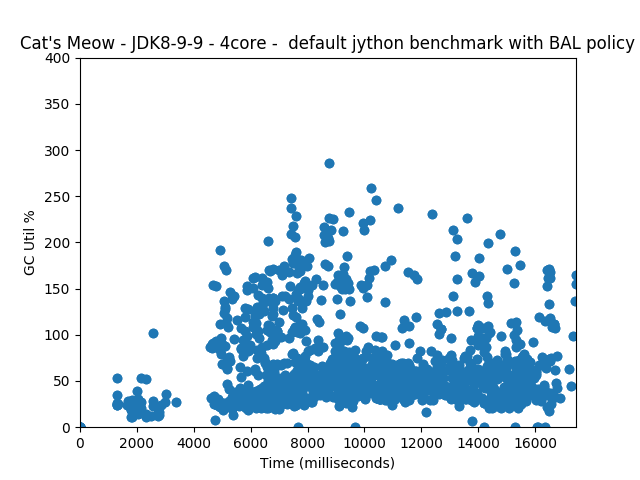 Cat's Meow - JDK8-9-9 - 4core -  default jython benchmark with BAL policy
400
350
300
250
200
150
100
50
0
GC Util %
0 2000 4000 6000 8000 10000 12000 14000 16000
Time (milliseconds)